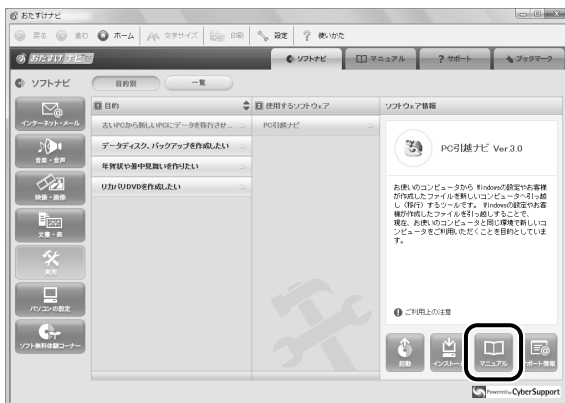 おたすけナビ
戻る 進む ホーム 文字サイズ 印刷 設定 使いかた
おたすけナビ ソフトナビ マニュアル サポート ブックマーク
ソフトナビ 目的別 一覧
インターネット・メール
音楽・音声
映像・画像
文書・表
実用
パソコンの設定
ソフト無料体験コーナー
目的
古いPCから新しいPCにデータを移行させ...
データディスク、バックアップを作成したい
年賀状や暑中見舞いを作りたい
リカバリDVDを作成したい
使用するソフトウェア
PC引越ナビ
ソフトウェア情報
PC引越ナビ Ver.3.0
お使いのコンピュータから Windowsの設定やお客様
が作成したファイルを新しいコンピュータへ引っ越
し（移行）するツールです。 Windowsの設定やお客
様が作成したファイルを引っ越しすることで、
現在、お使いのコンピュータと同じ環境で新しいコ
ンピュータをご利用いただくことを目的としていま
す。
ご利用上の注意
起動 インストール マニュアル サポート情報
Powered by CyberSupport